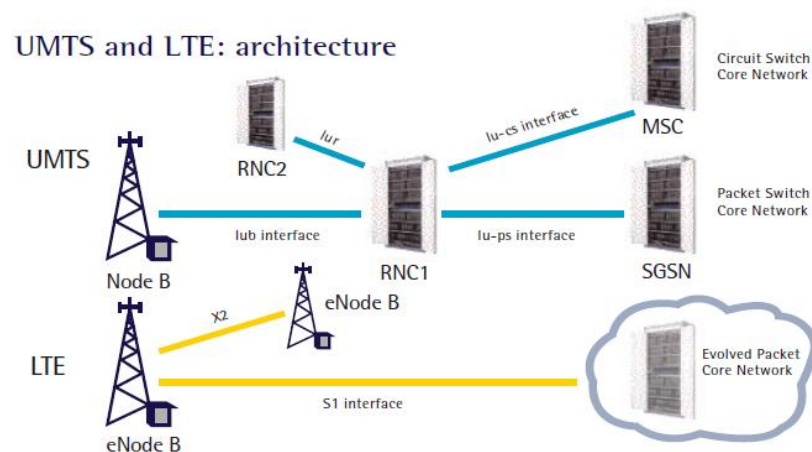 UMTS and LTE: architecture
Circuit Switch
Core Network
Iur
Iu-cs interface
MSC
RNC2
UMTS
Packet Switch
Core Network
Iub interface
Iu-ps interface
RNC1
SGSN
Node B
eNode B
X2
LTE
Evolved Packet
Core Network
S1 interface
eNode B